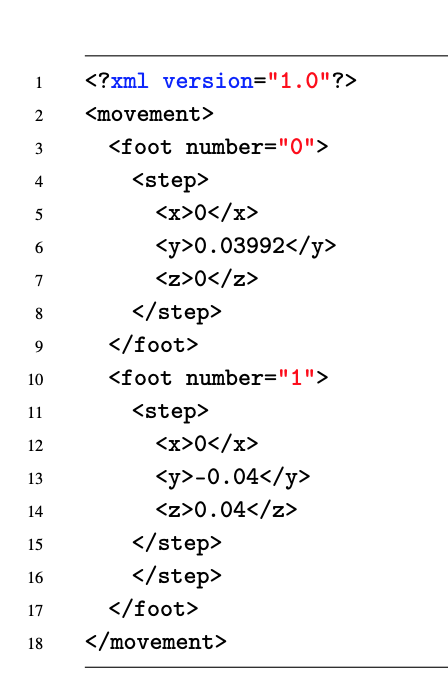 1 <?xml version="1.0"?>
2 <movement>
3 <foot number="0">
4 <step>
5 <x>0</x>
6 <y>0.03992</y>
7 <z>0</z>
8 </step>
9 </foot>
10 <foot number="1">
11 <step>
12 <x>0</x>
13 <y>-0.04</y>
14 <z>0.04</z>
15 </step>
16 </step>
17 </foot>
18 </movement>